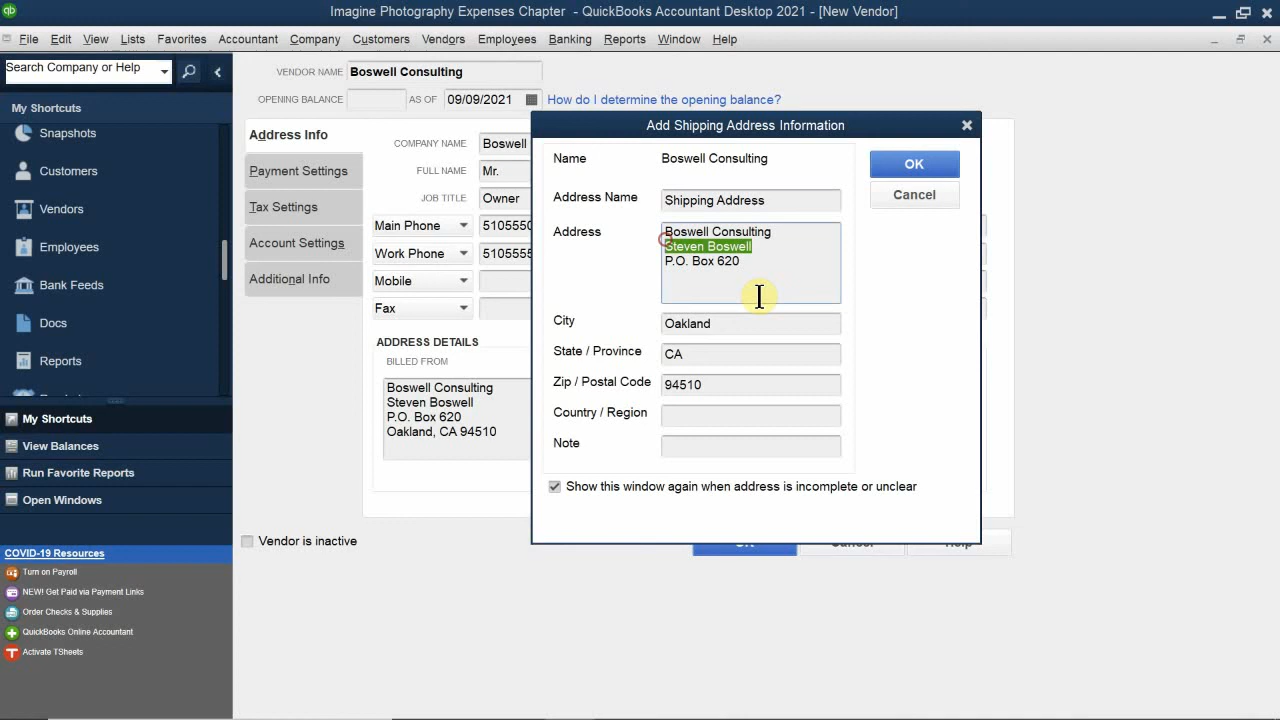 Imagine Photography Expenses Chapter - QuickBooks Accountant Desktop 2021 - [New Vendor]
File Edit View Lists Favorites Accountant Company Customers Vendors Employees Banking Reports Window Help
Search Company or Help
My Shortcuts
Snapshots
Customers
Vendors
Employees
Bank Feeds
Docs
Reports
My Shortcuts
View Balances
Run Favorite Reports
Open Windows
COVID-19 Resources
Turn on Payroll
NEW! Get Paid via Payment Links
Order Checks & Supplies
QuickBooks Online Accountant
Activate TSheets
VENDOR NAME Boswell Consulting
OPENING BALANCE AS OF 09/09/2021 How do I determine the opening balance?
Address Info
Payment Settings
Tax Settings
Account Settings
Additional Info
COMPANY NAME Boswell
FULL NAME Mr.
JOB TITLE Owner
Main Phone 5105550
Work Phone 5105555
Mobile
Fax
ADDRESS DETAILS
BILLED FROM
Boswell Consulting
Steven Boswell
P.O. Box 620
Oakland, CA 94510
Vendor is inactive
Add Shipping Address Information
Name Boswell Consulting
Address Name Shipping Address
Address Boswell Consulting
Steven Boswell
P.O. Box 620
City Oakland
State / Province CA
Zip / Postal Code 94510
Country / Region
Note
Show this window again when address is incomplete or unclear
OK
Cancel
OK Cancel Help